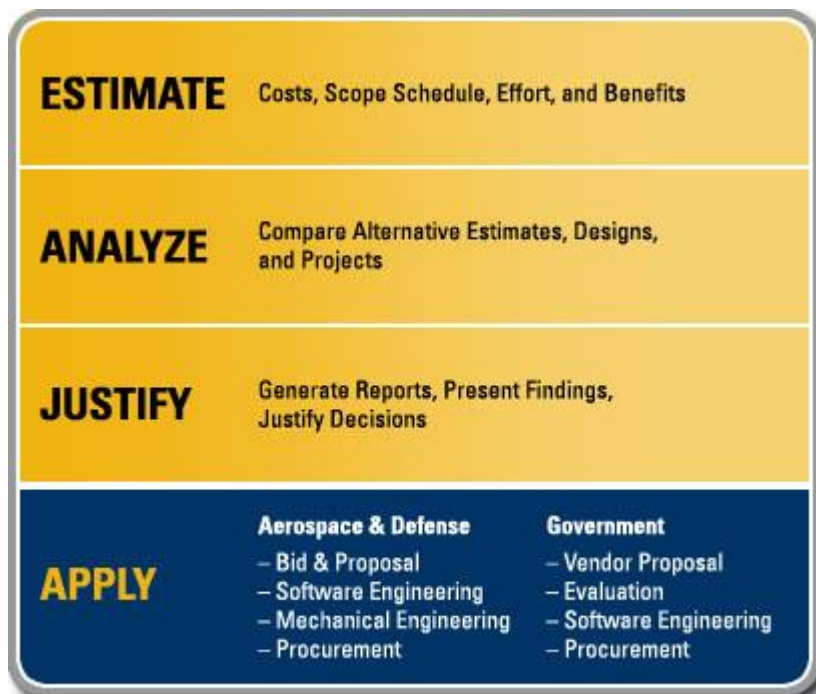 ESTIMATE
Costs, Scope Schedule, Effort, and Benefits
ANALYZE
Compare Alternative Estimates, Designs,
and Projects
JUSTIFY
Generate Reports, Present Findings,
Justify Decisions
APPLY
Aerospace & Defense
– Bid & Proposal
– Software Engineering
– Mechanical Engineering
– Procurement
Government
– Vendor Proposal
– Evaluation
– Software Engineering
– Procurement